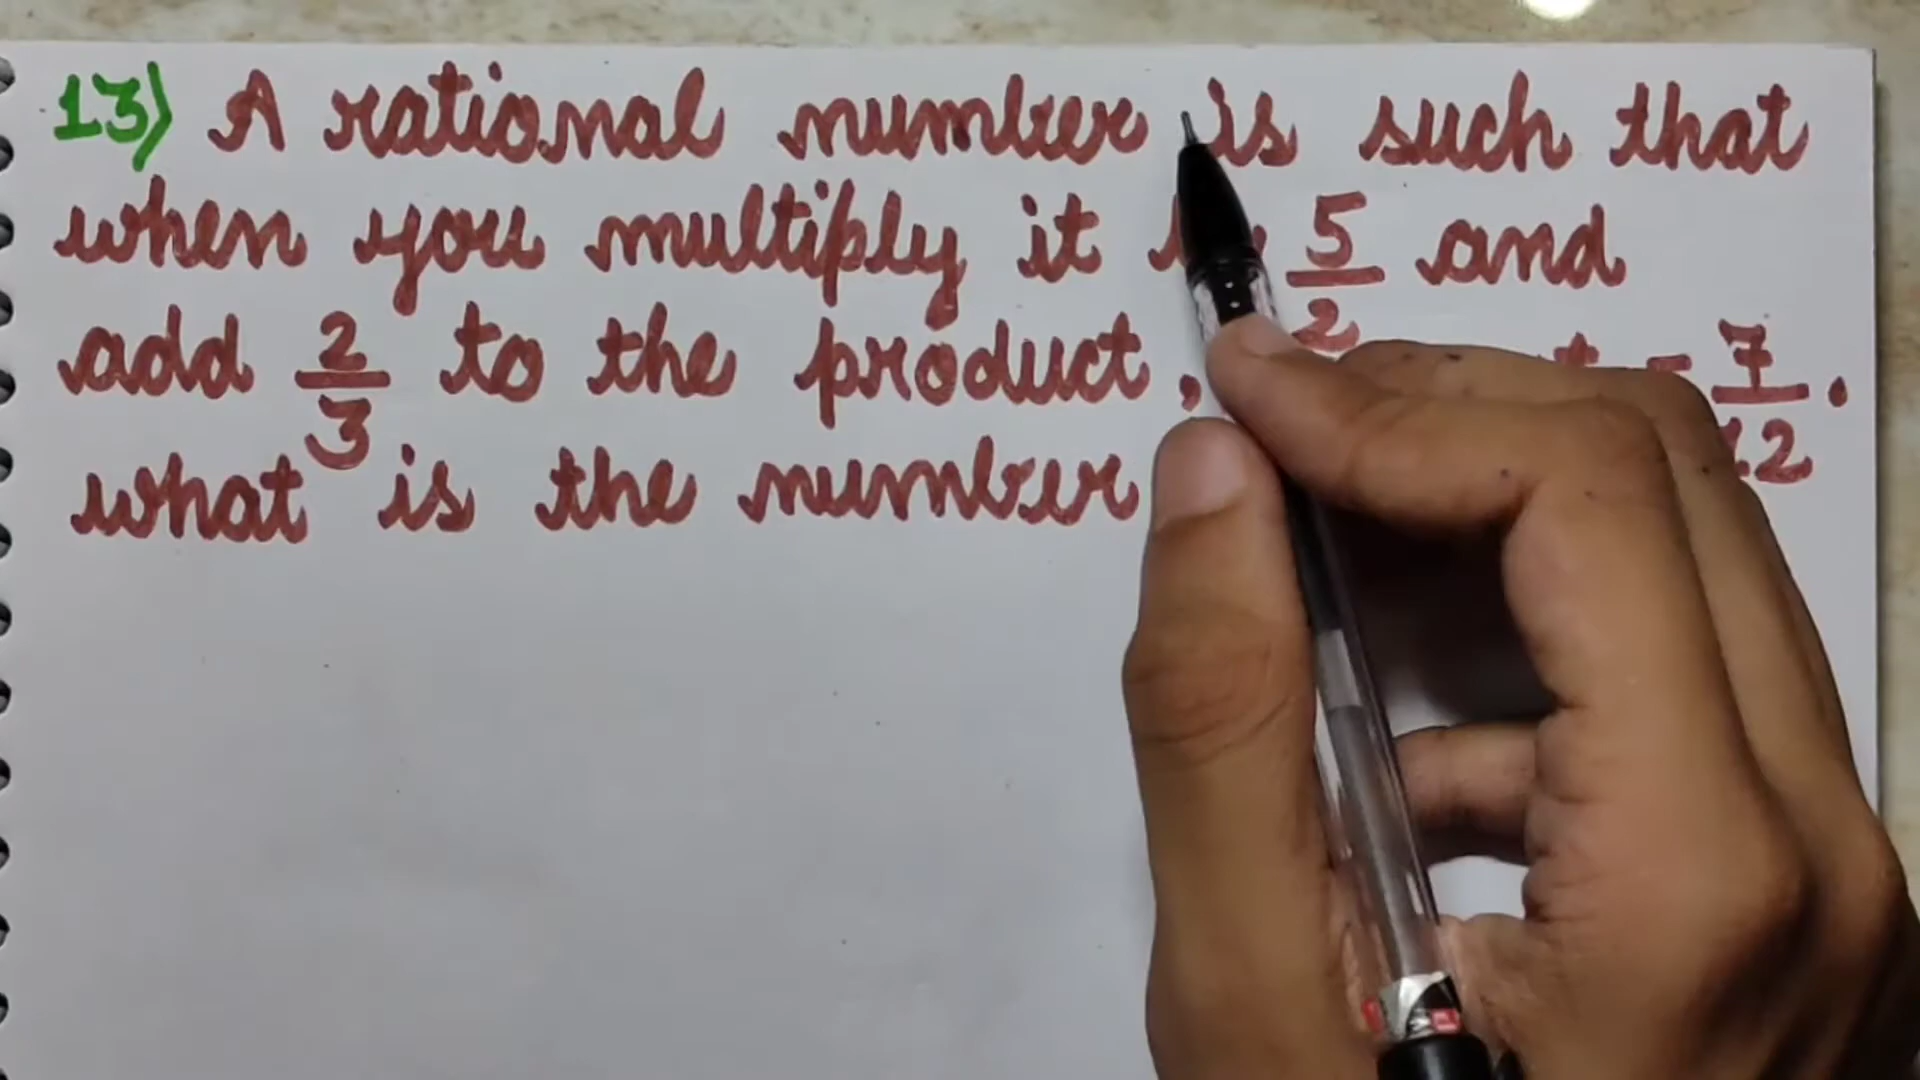 13) A rational number is such that
when you multiply it 5/2 and
add 2/3 to the product, - 7/12.
what is the number